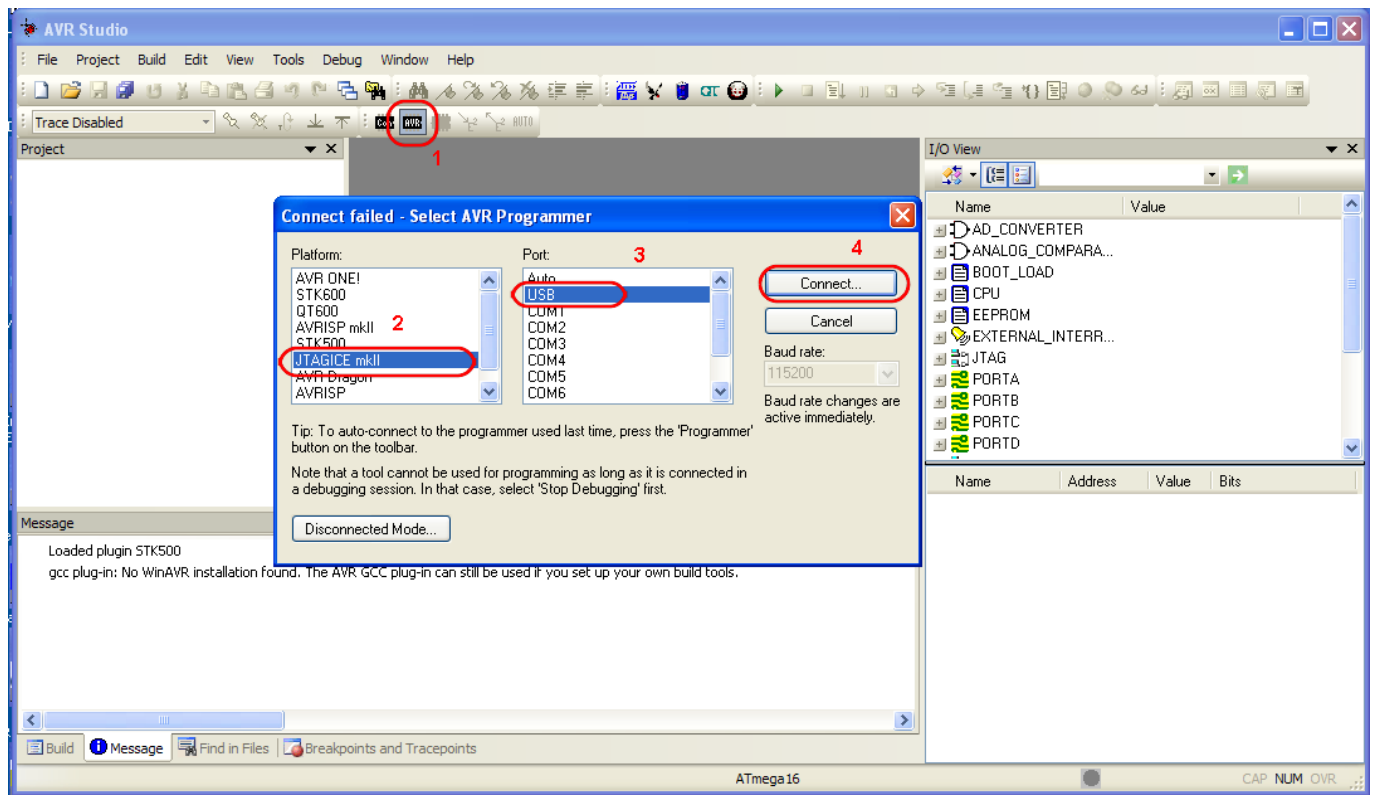 AVR Studio
File Project Build Edit View Tools Debug Window Help
Trace Disabled
Con AVR AUTO
1
Project
I/O View
Connect failed - Select AVR Programmer
Platform:
AVR ONE!
STK600
QT600
AVRISP mkII
2
STK500
JTAGICE mkII
AVR Dragon
AVRISP
Port:
3
Auto
USB
COM1
COM2
COM3
COM4
COM5
COM6
4
Connect...
Cancel
Baud rate:
115200
Baud rate changes are
active immediately.
Tip: To auto-connect to the programmer used last time, press the 'Programmer'
button on the toolbar.
Note that a tool cannot be used for programming as long as it is connected in
a debugging session. In that case, select 'Stop Debugging' first.
Disconnected Mode...
Name Value
AD_CONVERTER
ANALOG_COMPARA...
BOOT_LOAD
CPU
EEPROM
EXTERNAL_INTERR...
JTAG
PORTA
PORTB
PORTC
PORTD
Name Address Value Bits
Message
Loaded plugin STK500
gcc plug-in: No WinAVR installation found. The AVR GCC plug-in can still be used if you set up your own build tools.
Build Message Find in Files Breakpoints and Tracepoints
ATmega16 CAP NUM OVR